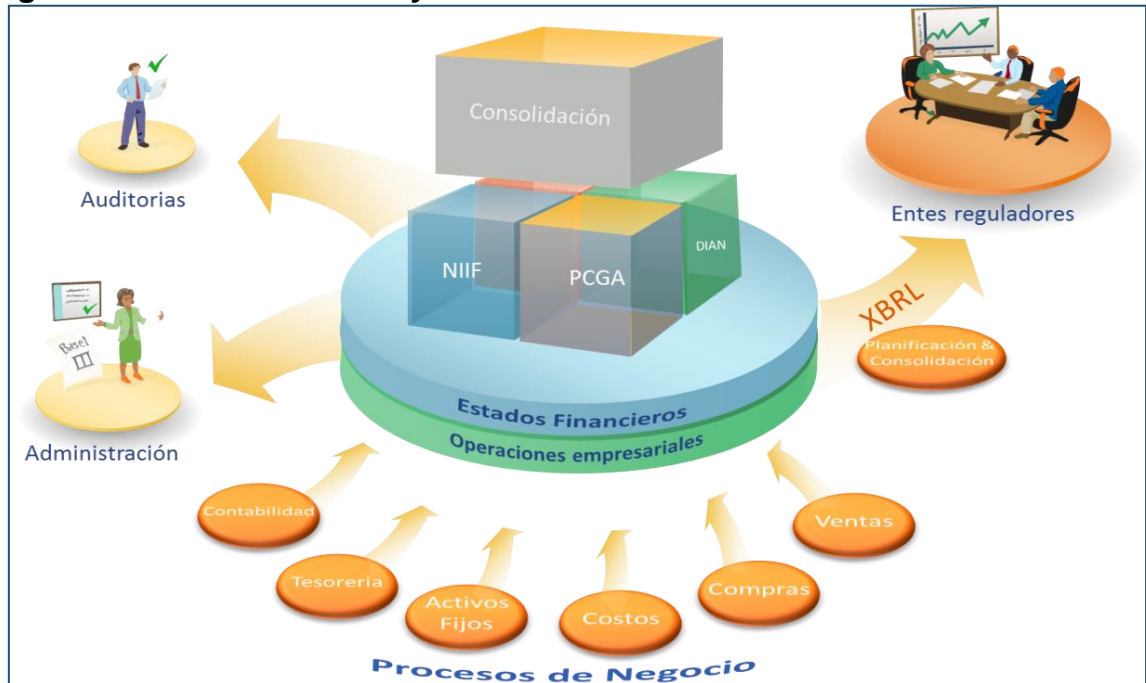 Consolidación
Auditorias
Entes reguladores
NIIF
PCGA
DIAN
XBRL
Planificación &
Consolidación
Basel
III
Administración
Estados Financieros
Operaciones empresariales
Contabilidad
Tesoreria
Activos
Fijos
Costos
Compras
Ventas
Procesos de Negocio